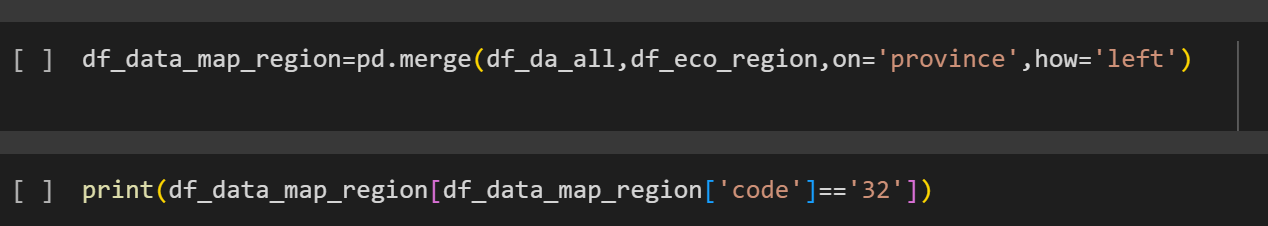 [ ] df_data_map_region=pd.merge(df_da_all,df_eco_region,on='province',how='left')
[ ] print(df_data_map_region[df_data_map_region['code']=='32'])